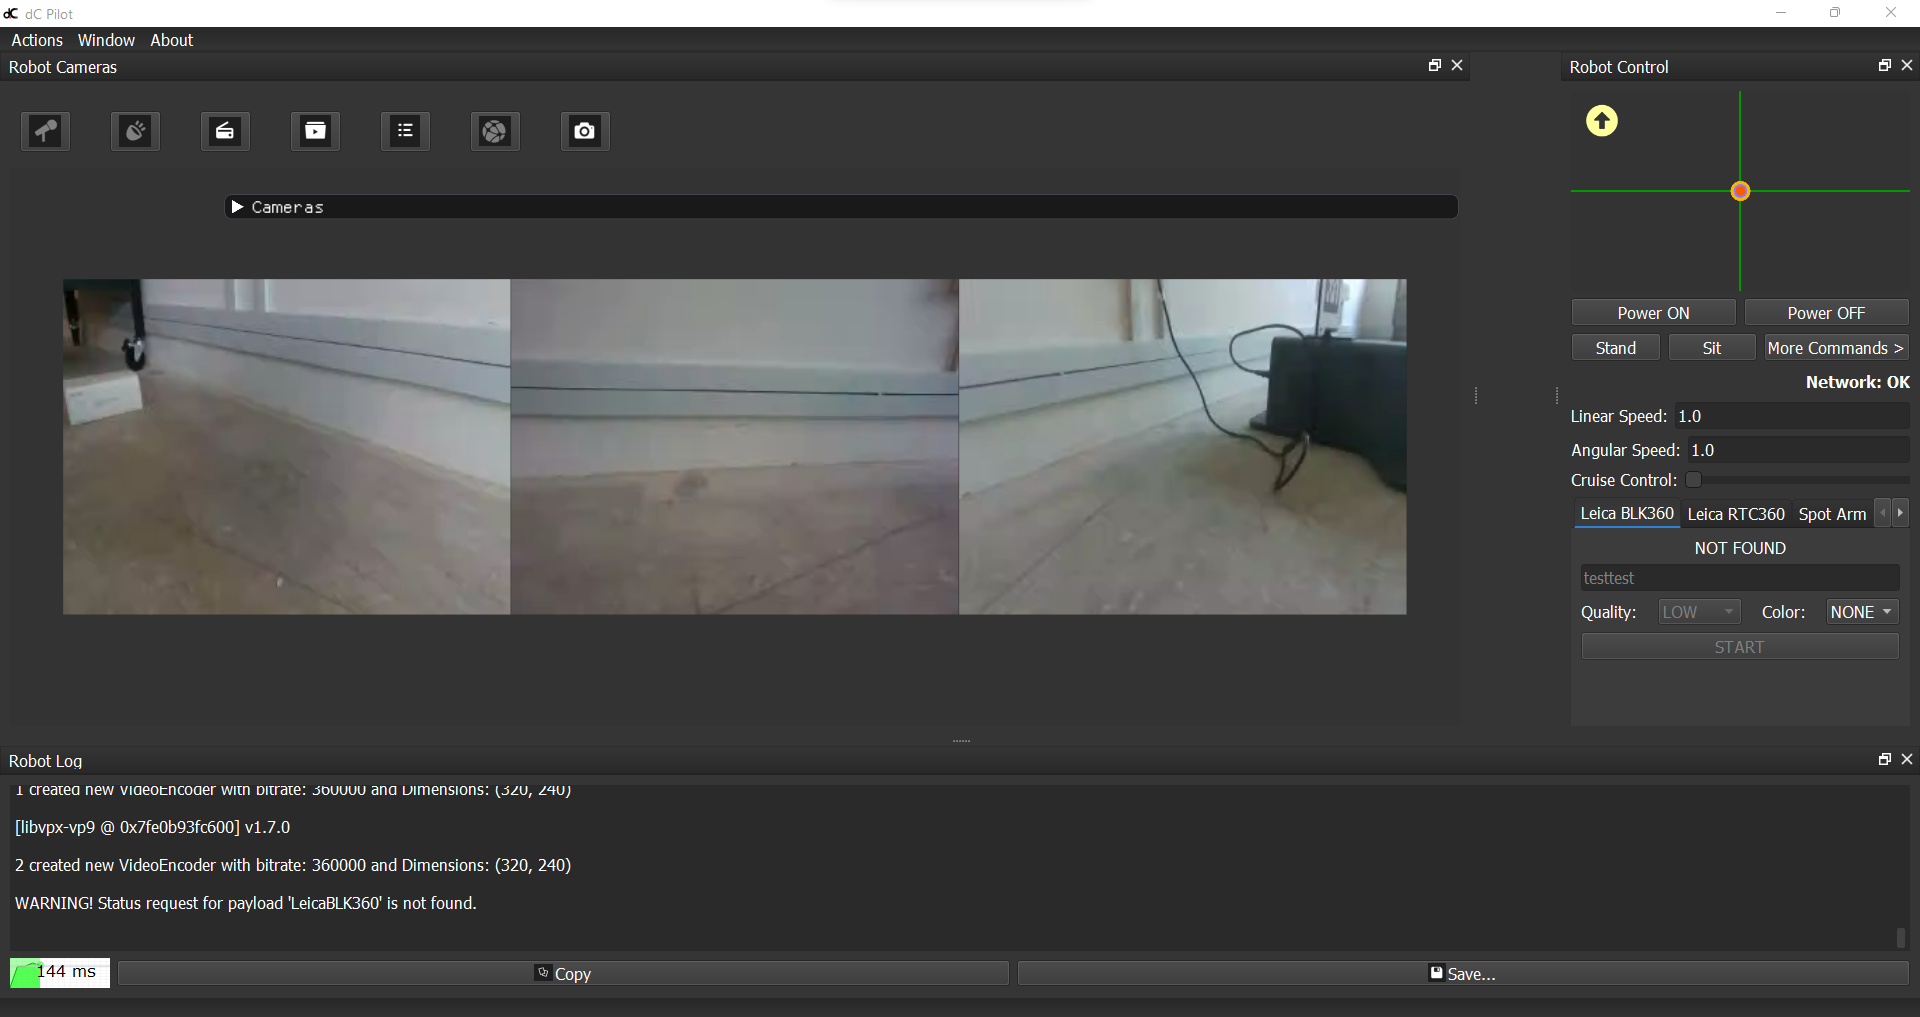 dC dC Pilot
Actions Window About
Robot Cameras
Robot Control
Cameras
Power ON Power OFF
Stand Sit More Commands >
Network: OK
Linear Speed: 1.0
Angular Speed: 1.0
Cruise Control:
Leica BLK360 Leica RTC360 Spot Arm
NOT FOUND
testtest
Quality: LOW Color: NONE
START
Robot Log
1 created new VideoEncoder with bitrate: 360000 and Dimensions: (320, 240)
[libvpx-vp9 @ 0x7fe0b93fc600] v1.7.0
2 created new VideoEncoder with bitrate: 360000 and Dimensions: (320, 240)
WARNING! Status request for payload 'LeicaBLK360' is not found.
144 ms Copy Save...